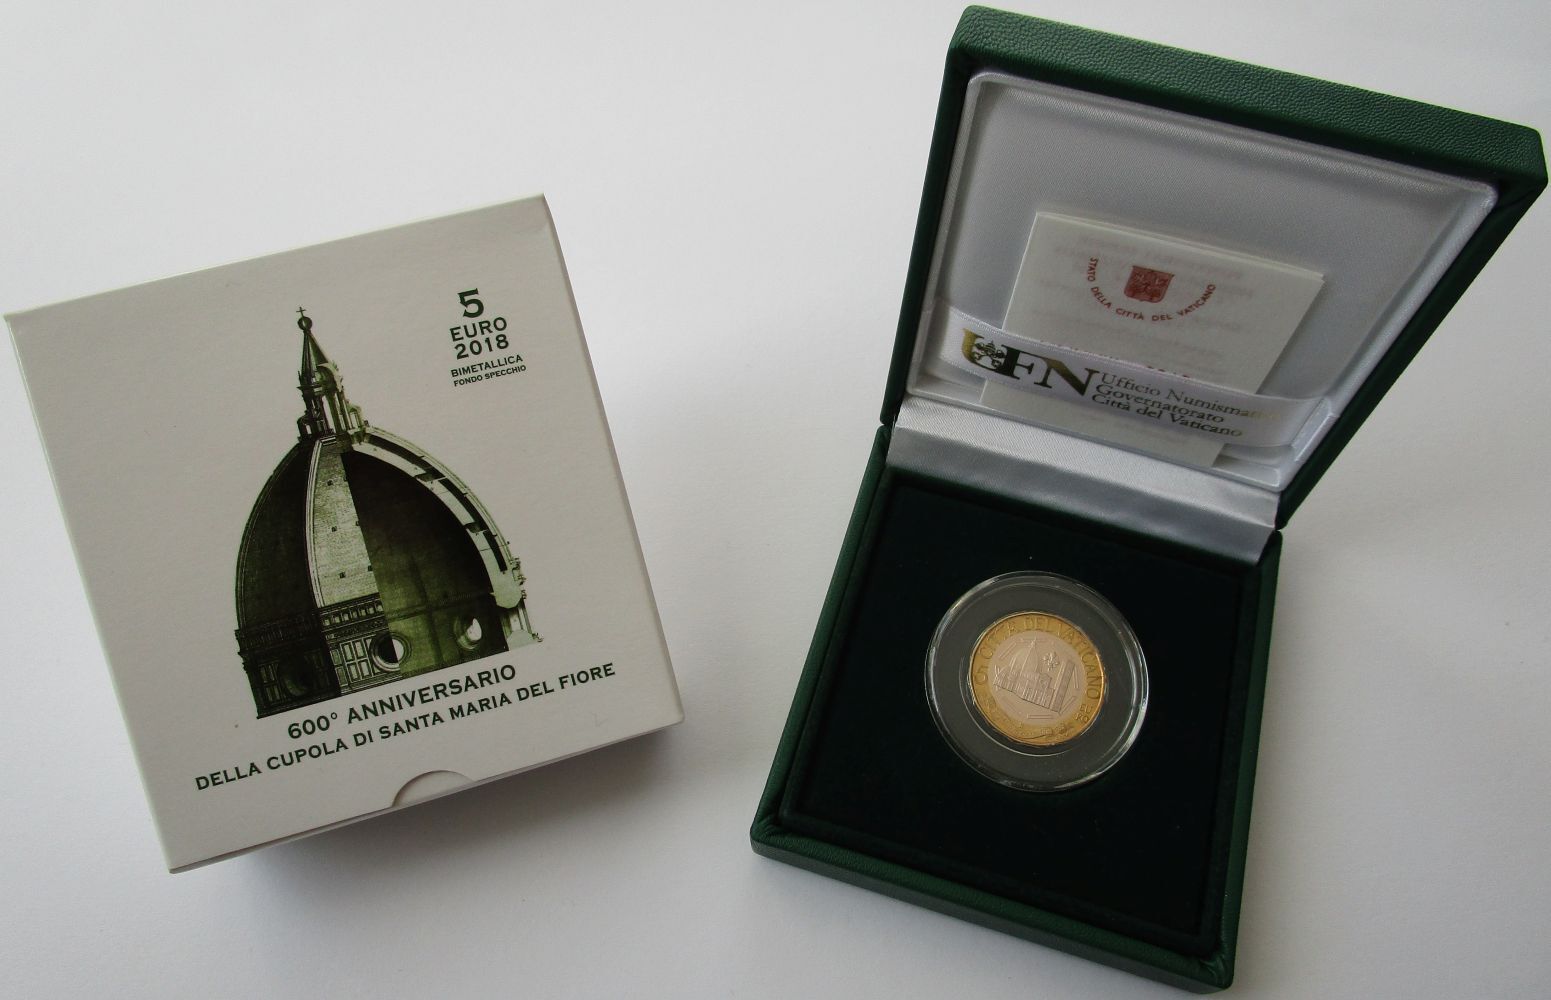 5
EURO
2018
BIMETALLICA
FONDO SPECCHIO
600° ANNIVERSARIO
DELLA CUPOLA DI SANTA MARIA DEL FIORE
STATO DELLA CITTÀ DEL VATICANO
UFN
Ufficio Numismatico
Governatorato
Città del Vaticano
CITTÀ DEL VATICANO
5